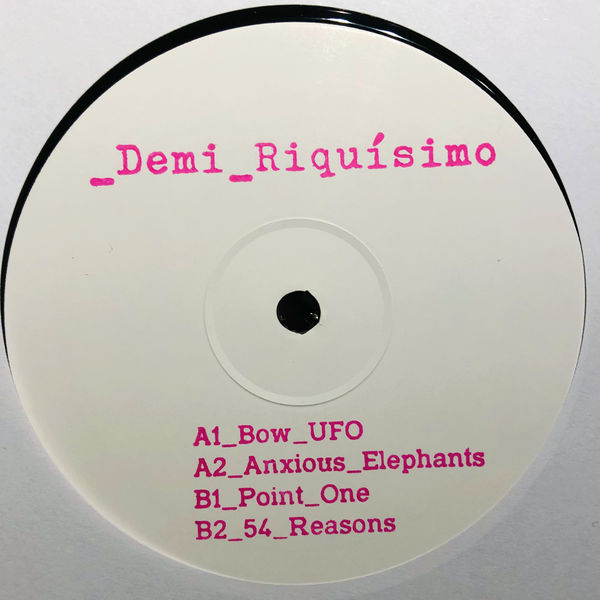 _Demi_Riquísimo
A1_Bow_UFO
A2_Anxious_Elephants
B1_Point_One
B2_54_Reasons